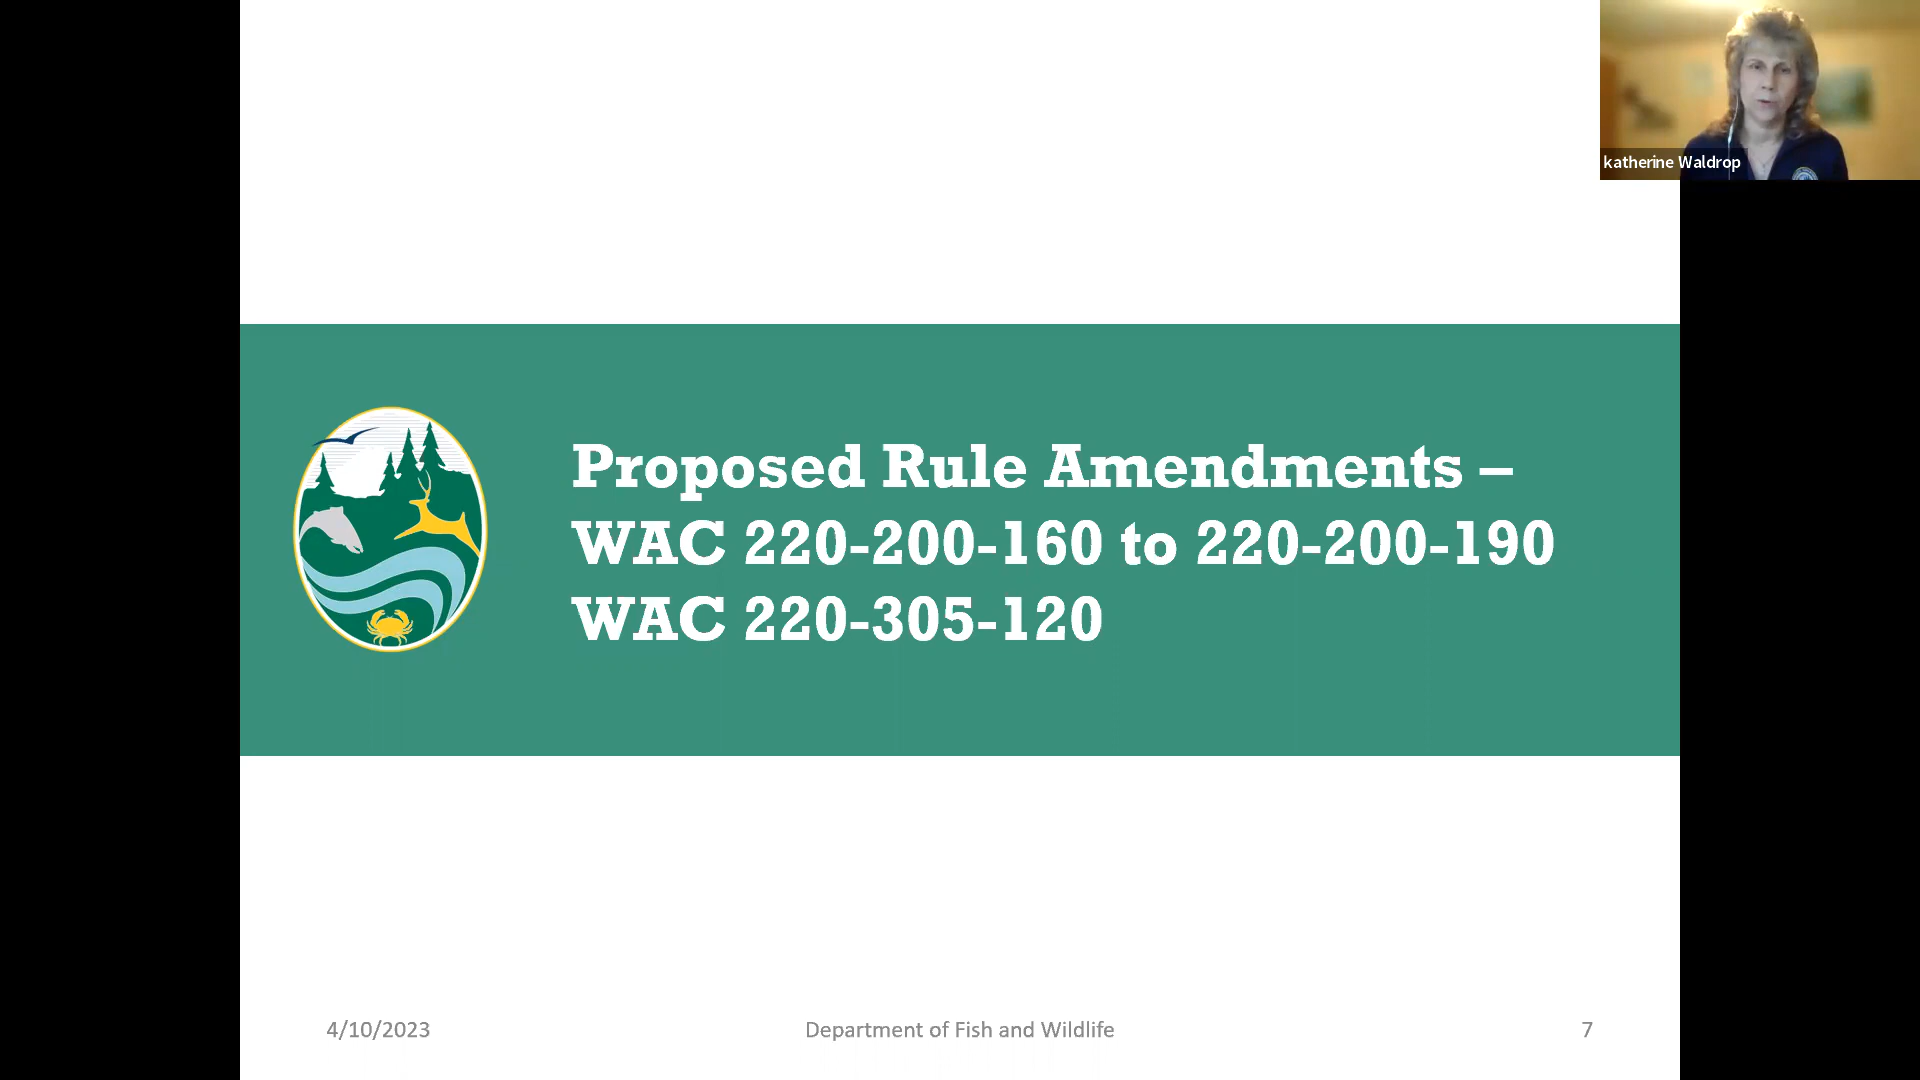 katherine Waldrop
Proposed Rule Amendments –
WAC 220-200-160 to 220-200-190
WAC 220-305-120
4/10/2023
Department of Fish and Wildlife
7